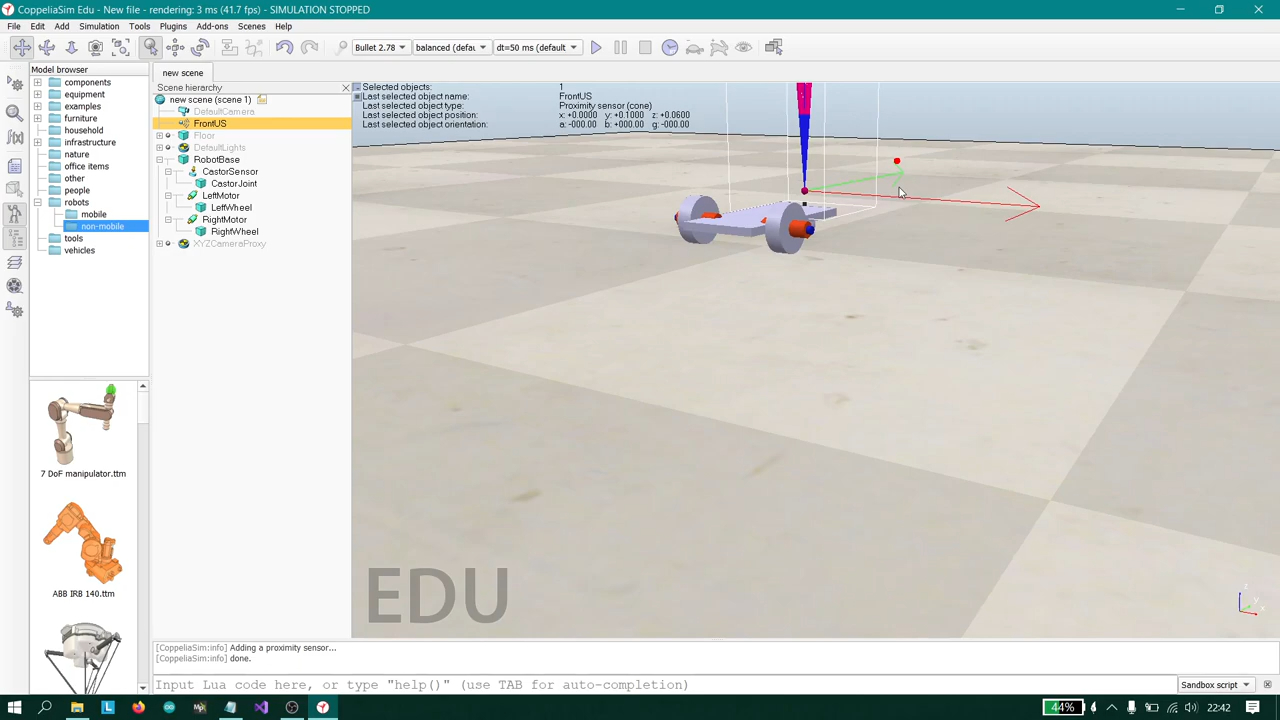 CoppeliaSim Edu - New file - rendering: 3 ms (41.7 fps) - SIMULATION STOPPED
File Edit Add Simulation Tools Plugins Add-ons Scenes Help
Bullet 2.78 balanced (defau dt=50 ms (default
Model browser
components
equipment
examples
furniture
household
infrastructure
nature
office items
other
people
robots
mobile
non-mobile
tools
vehicles
7 DoF manipulator.ttm
ABB IRB 140.ttm
new scene
Scene hierarchy
new scene (scene 1)
DefaultCamera
FrontUS
Floor
DefaultLights
RobotBase
CastorSensor
CastorJoint
LeftMotor
LeftWheel
RightMotor
RightWheel
XYZCameraProxy
Selected objects: 1
Last selected object name: FrontUS
Last selected object type: Proximity sensor (cone)
Last selected object position: x: +0.0000 y: +0.1000 z: +0.0600
Last selected object orientation: a: -000.00 b: +000.00 g: -000.00
EDU
[CoppeliaSim:info] Adding a proximity sensor...
[CoppeliaSim:info] done.
Input Lua code here, or type "help()" (use TAB for auto-completion)
Sandbox script
44%
22:42